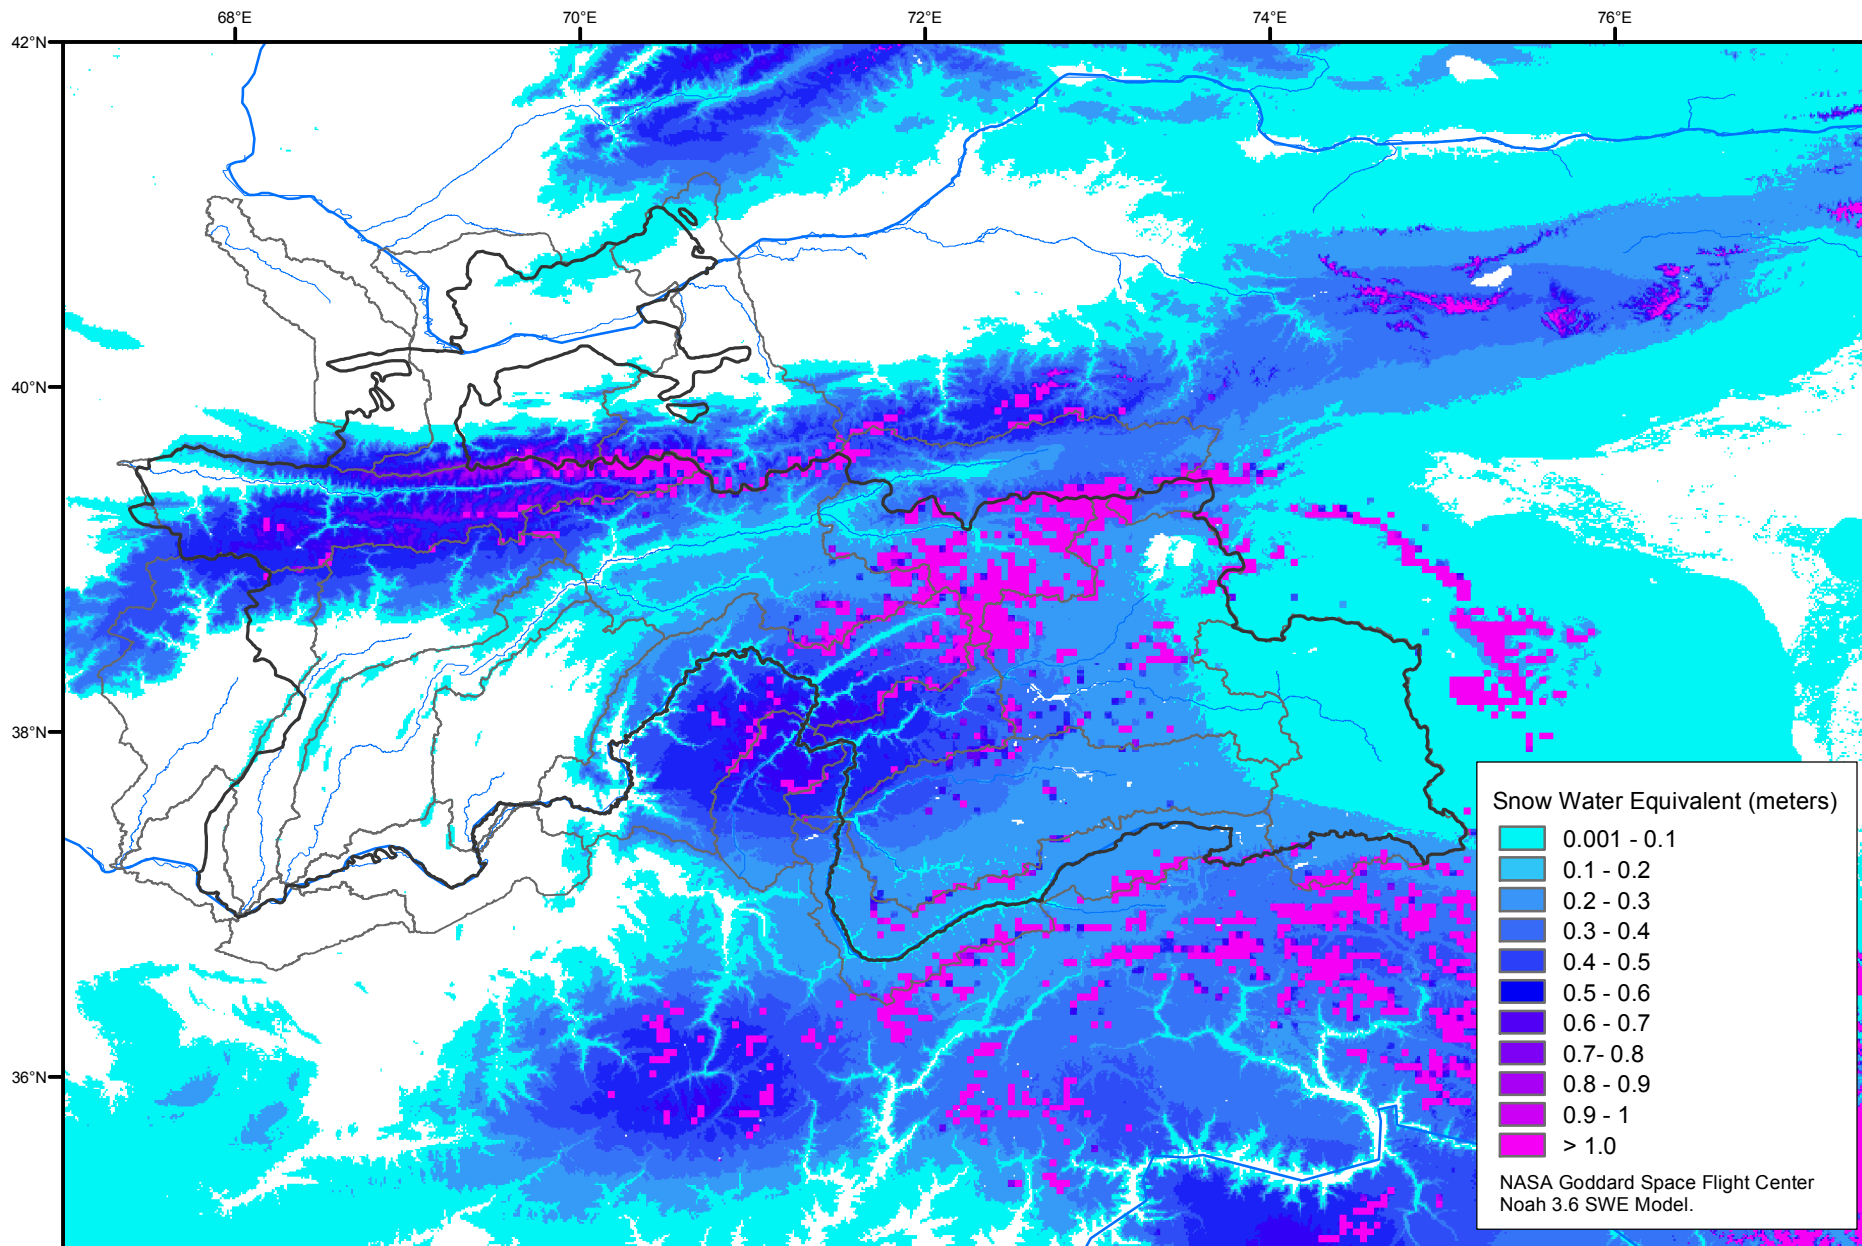 68°E 70°E 72°E 74°E 76°E
42°N
40°N
38°N
36°N
Snow Water Equivalent (meters)
0.001 - 0.1
0.1 - 0.2
0.2 - 0.3
0.3 - 0.4
0.4 - 0.5
0.5 - 0.6
0.6 - 0.7
0.7- 0.8
0.8 - 0.9
0.9 - 1
> 1.0
NASA Goddard Space Flight Center
Noah 3.6 SWE Model.